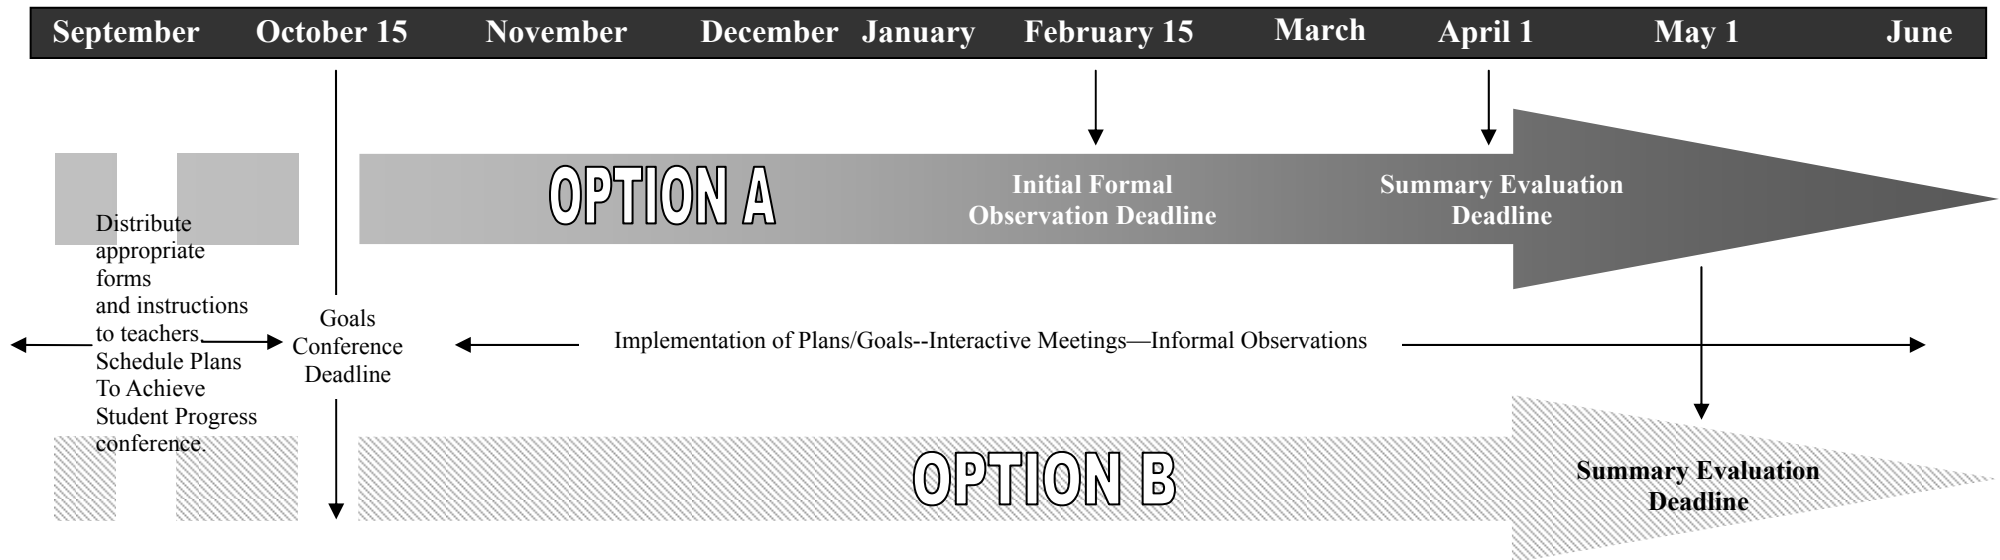 September October 15 November December January February 15 March April 1 May 1 June
OPTION A
Initial Formal
Observation Deadline
Summary Evaluation
Deadline
Distribute
appropriate
forms
and instructions
to teachers.
Schedule Plans
To Achieve
Student Progress
conference.
Goals
Conference
Deadline
Implementation of Plans/Goals--Interactive Meetings—Informal Observations
OPTION B
Summary Evaluation
Deadline